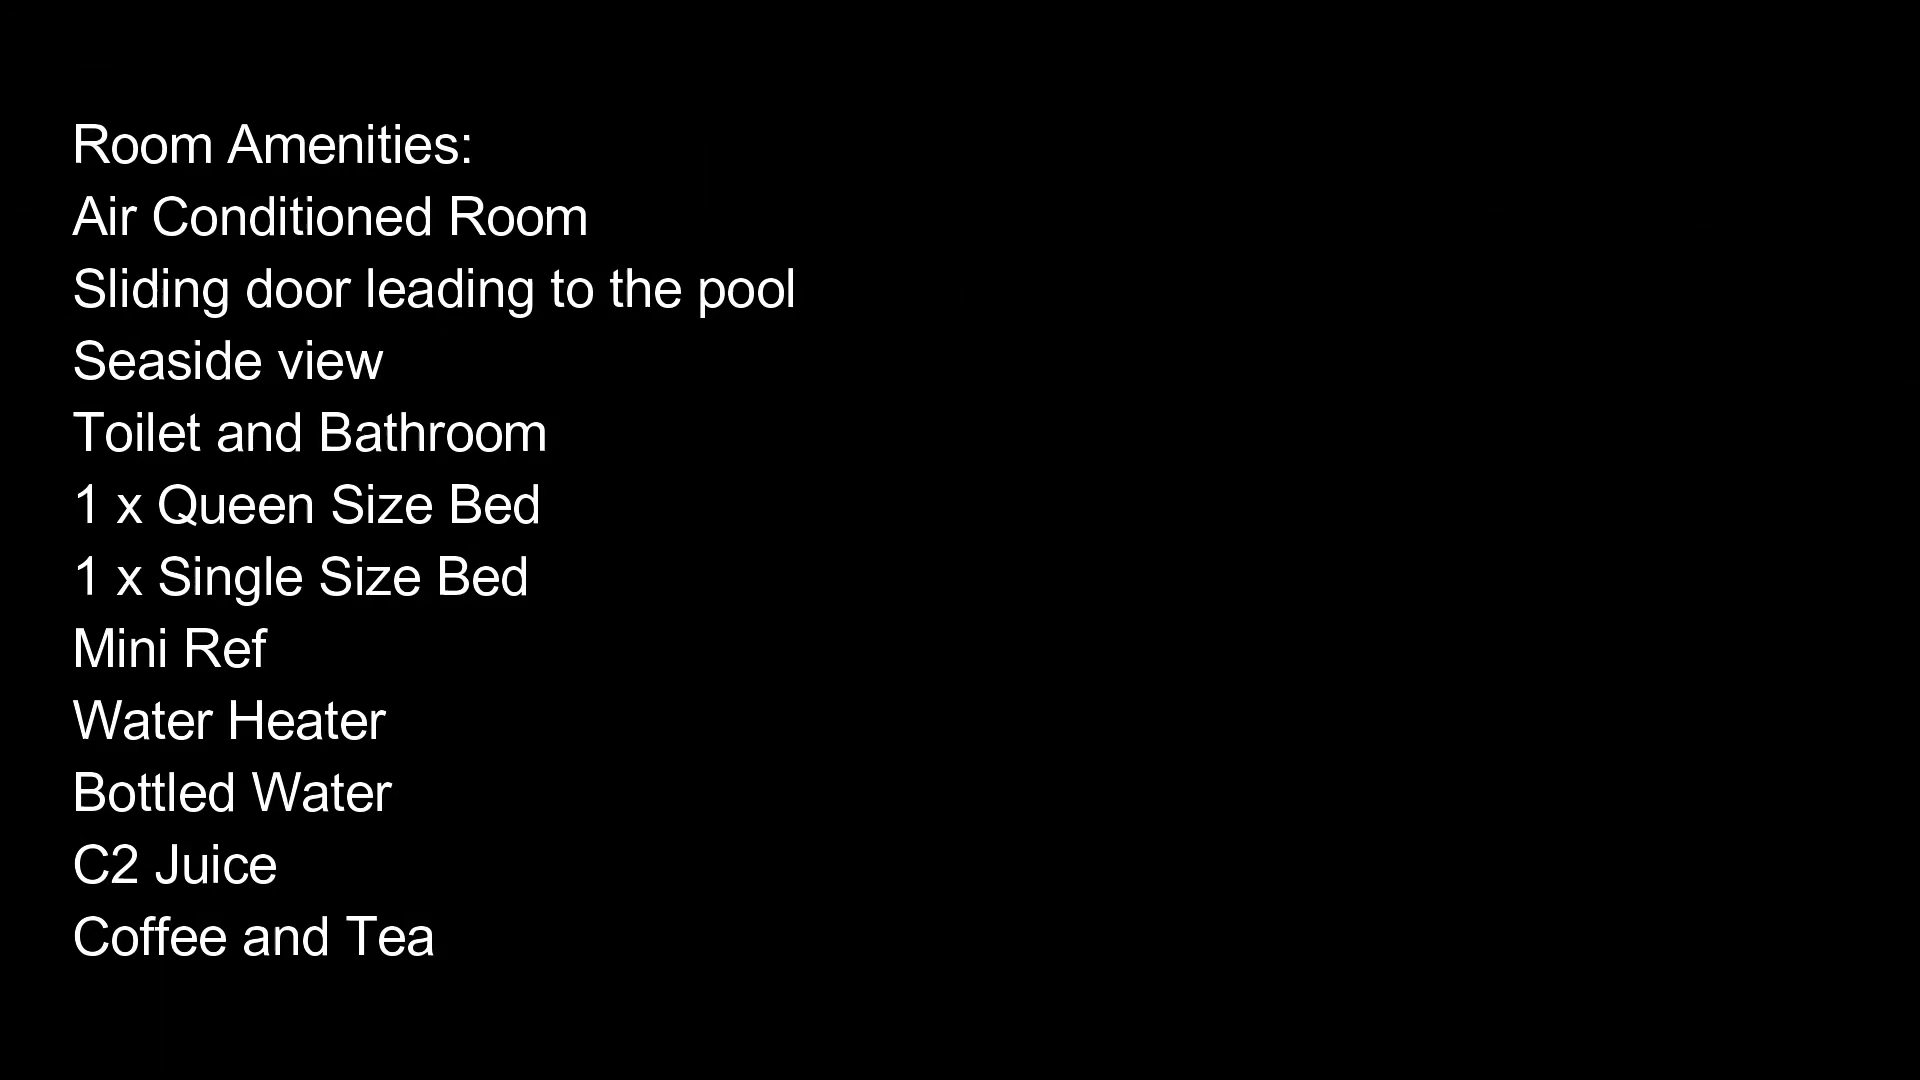 Room Amenities:
Air Conditioned Room
Sliding door leading to the pool
Seaside view
Toilet and Bathroom
1 x Queen Size Bed
1 x Single Size Bed
Mini Ref
Water Heater
Bottled Water
C2 Juice
Coffee and Tea